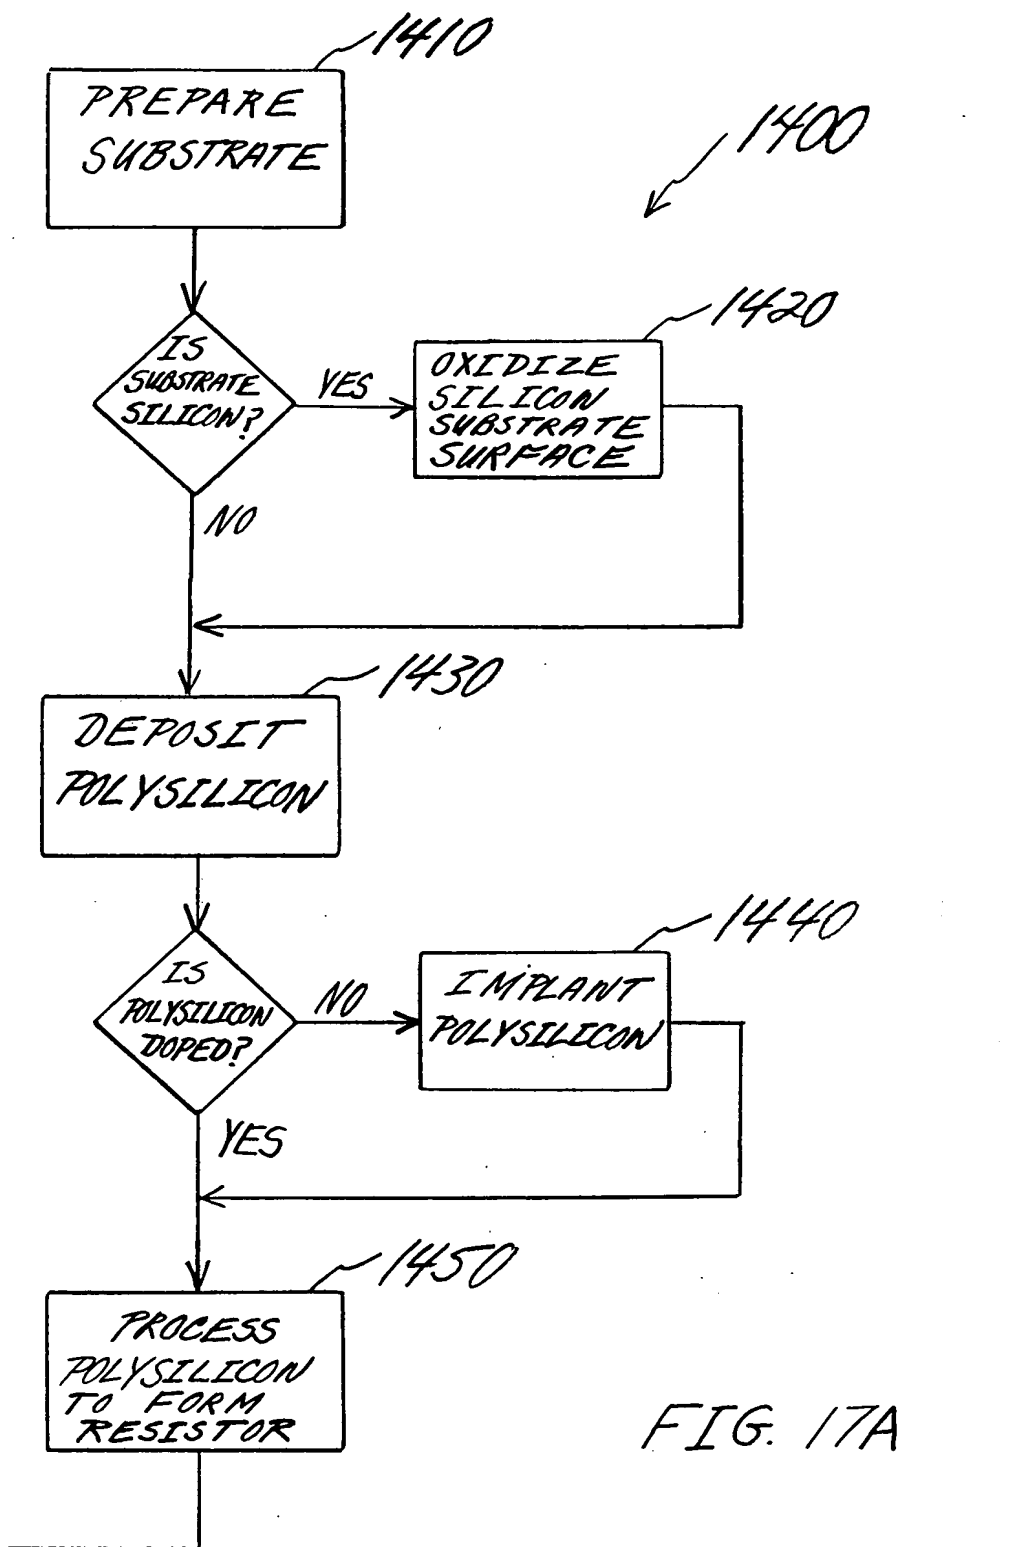 1410
PREPARE
SUBSTRATE
1400
IS
SUBSTRATE
SILICON?
YES
1420
OXIDIZE
SILICON
SUBSTRATE
SURFACE
NO
1430
DEPOSIT
POLYSILICON
IS
POLYSILICON
DOPED?
NO
1440
IMPLANT
POLYSILICON
YES
1450
PROCESS
POLYSILICON
TO FORM
RESISTOR
FIG. 17A